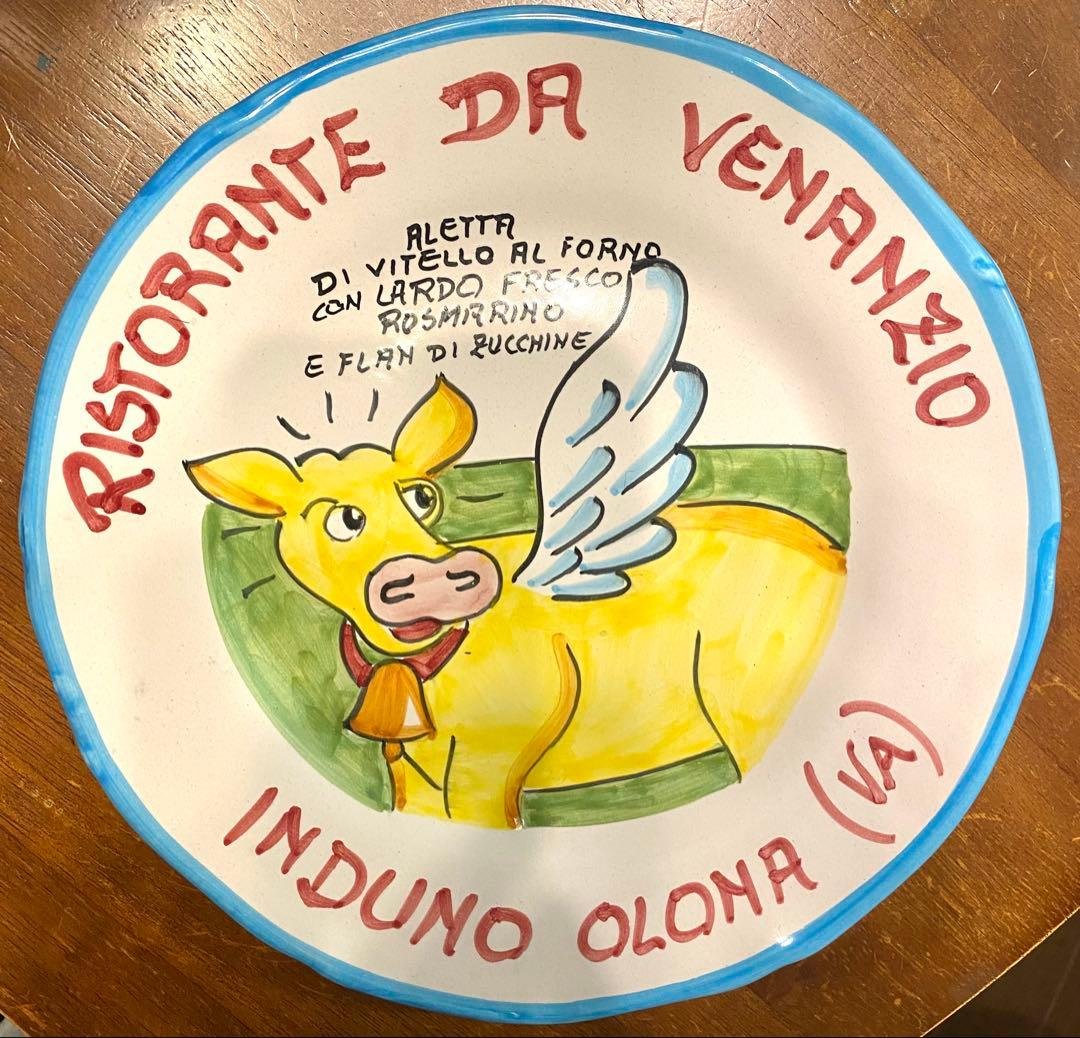 RISTORANTE DA VENANZIO
ALETTA
DI VITELLO AL FORNO
CON LARDO FRESCO
ROSMARINO
E FLAN DI ZUCCHINE
INDUNO OLONA (VA)